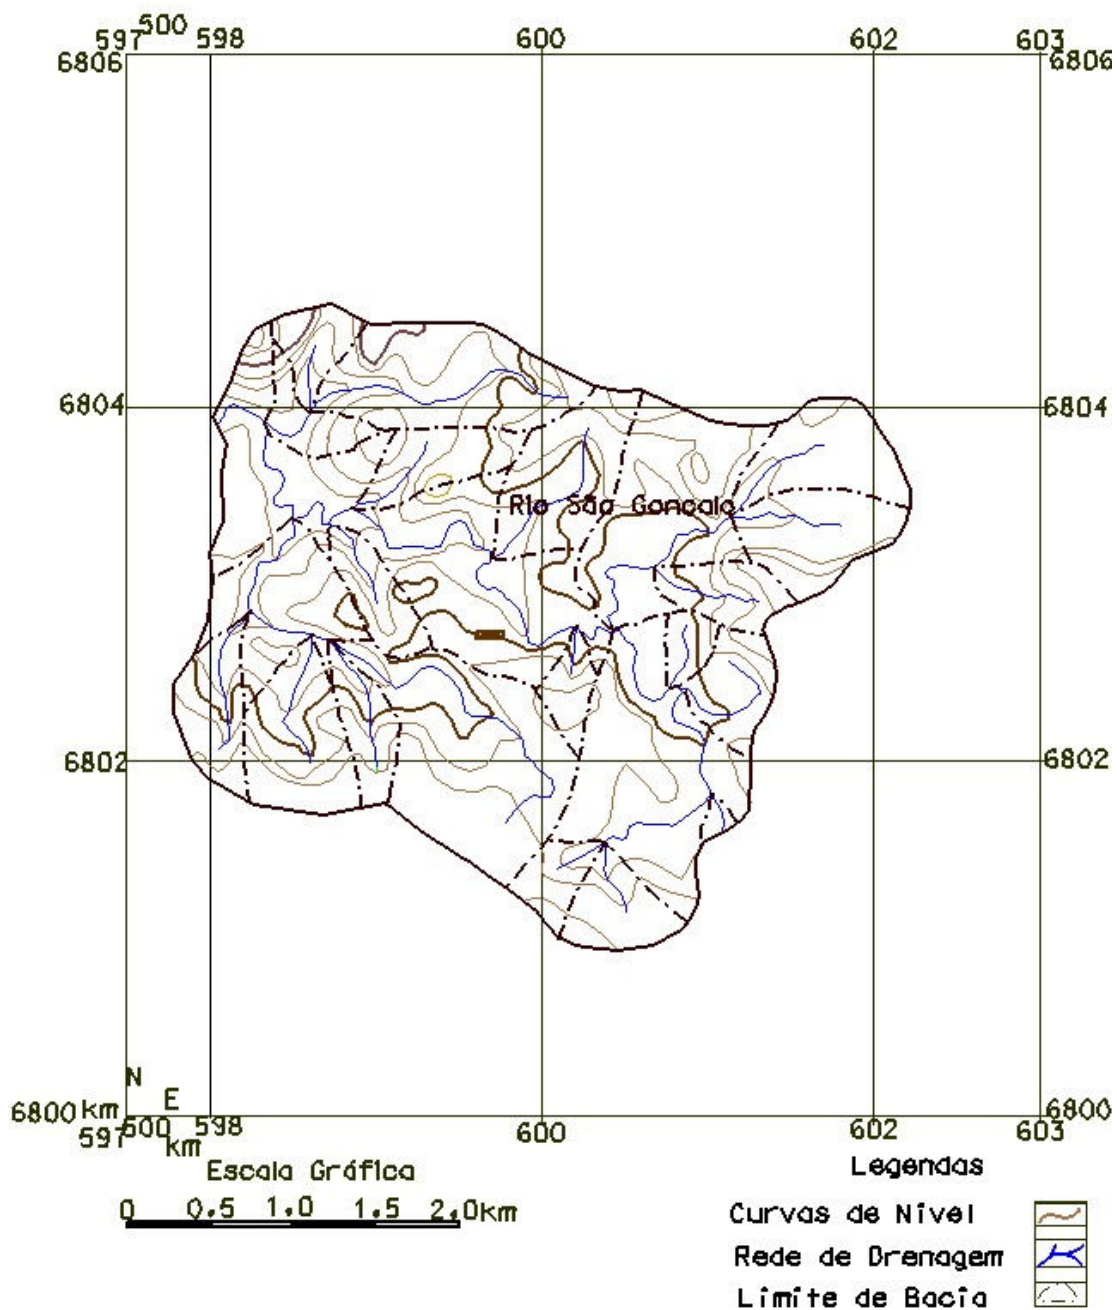 597 500 598 600 602 603
6806 6806
6804 6804
Rio São Gonçalo
6802 6802
N
E
6800 km 6800
597 500 598 600 602 603
km
Escala Gráfica
Legendas
0 0.5 1.0 1.5 2.0km
Curvas de Nível
Rede de Drenagem
Limite de Bacia